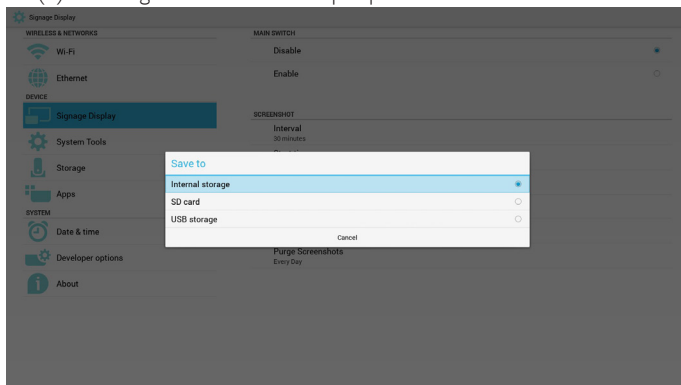 Signage Display
WIRELESS & NETWORKS
Wi-Fi
Ethernet
DEVICE
Signage Display
System Tools
Storage
Apps
SYSTEM
Date & time
Developer options
About
MAIN SWITCH
Disable
Enable
SCREENSHOT
Interval
90 minutes
Save to
Internal storage
SD card
USB storage
Cancel
Purge Screenshots
Every Day